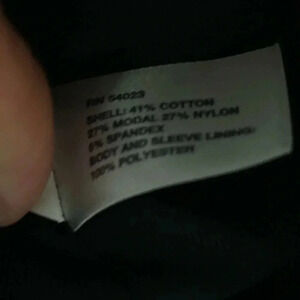 RN 54023
SHELL: 41% COTTON
27% MODAL 27% NYLON
5% SPANDEX
BODY AND SLEEVE LINING:
100% POLYESTER